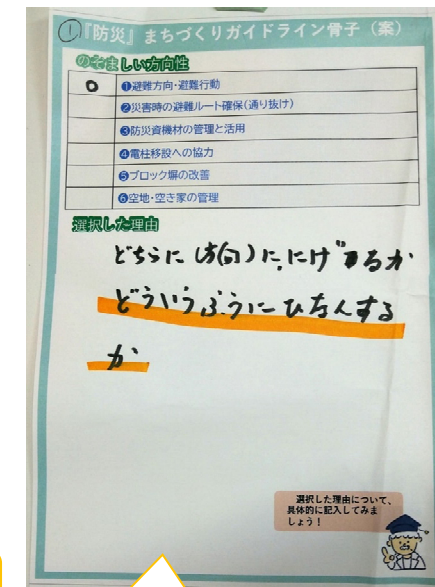 ①『防災』まちづくりガイドライン骨子（案）
のぞましい方向性
○ ❶避難方向・避難行動
❷災害時の避難ルート確保（通り抜け）
❸防災資機材の管理と活用
❹電柱移設への協力
❺ブロック塀の改善
❻空地・空き家の管理
選択した理由
どちらに（方向）に、にげるか
どういうふうにひなんする
か
選択した理由について、
具体的に記入してみま
しょう！